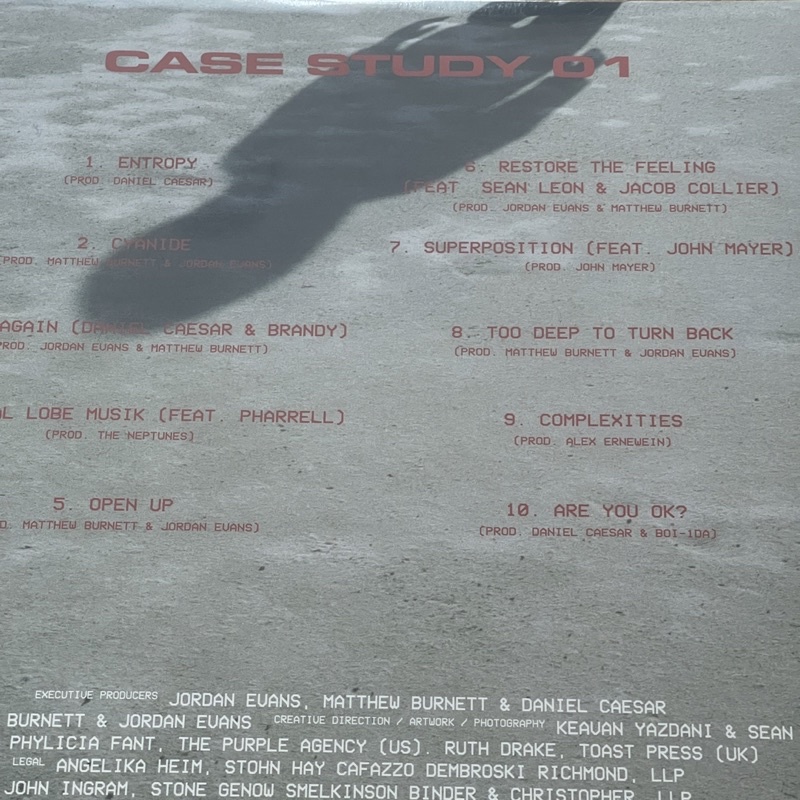 CASE STUDY 01
1. ENTROPY
(PROD. DANIEL CAESAR)
2. CYANIDE
(PROD. MATTHEW BURNETT & JORDAN EVANS)
AGAIN (DANIEL CAESAR & BRANDY)
PROD. JORDAN EVANS & MATTHEW BURNETT)
AL LOBE MUSIK (FEAT. PHARRELL)
(PROD. THE NEPTUNES)
5. OPEN UP
D. MATTHEW BURNETT & JORDAN EVANS)
6. RESTORE THE FEELING
(FEAT. SEAN LEON & JACOB COLLIER)
(PROD. JORDAN EVANS & MATTHEW BURNETT)
7. SUPERPOSITION (FEAT. JOHN MAYER)
(PROD. JOHN MAYER)
8. TOO DEEP TO TURN BACK
(PROD. MATTHEW BURNETT & JORDAN EVANS)
9. COMPLEXITIES
(PROD. ALEX ERNEWEIN)
10. ARE YOU OK?
(PROD. DANIEL CAESAR & BOI-1DA)
EXECUTIVE PRODUCERS JORDAN EVANS, MATTHEW BURNETT & DANIEL CAESAR
BURNETT & JORDAN EVANS CREATIVE DIRECTION / ARTWORK / PHOTOGRAPHY KEAVAN YAZDANI & SEAN
PHYLICIA FANT, THE PURPLE AGENCY (US). RUTH DRAKE, TOAST PRESS (UK)
LEGAL ANGELIKA HEIM, STOHN HAY CAFAZZO DEMBROSKI RICHMOND, LLP
JOHN INGRAM, STONE GENOW SMELKINSON BINDER & CHRISTOPHER, LLP